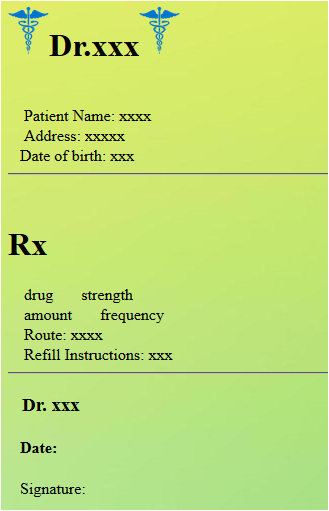 Dr.xxx
Patient Name: xxxx
Address: xxxxx
Date of birth: xxx
Rx
drug strength
amount frequency
Route: xxxx
Refill Instructions: xxx
Dr. xxx
Date:
Signature: